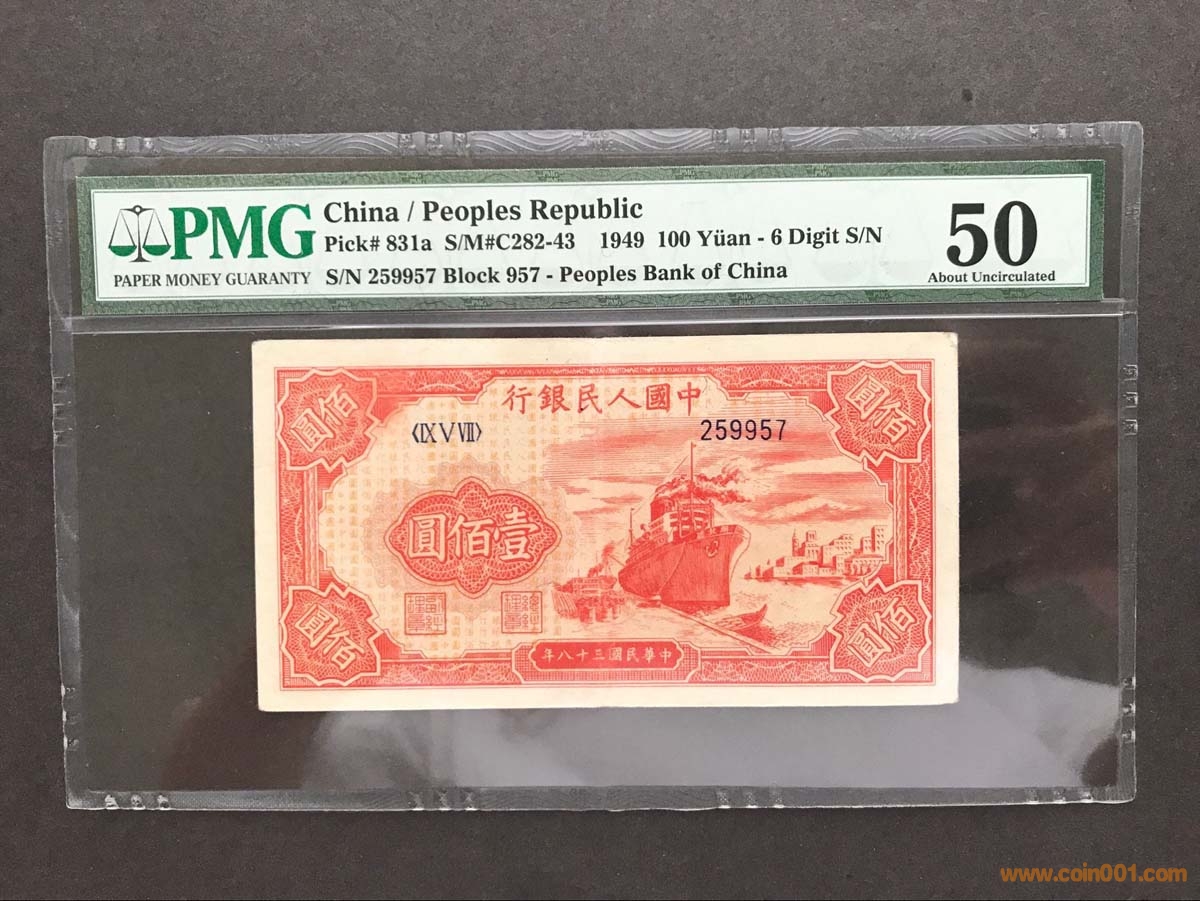 PMG
PAPER MONEY GUARANTY
China / Peoples Republic
Pick# 831a S/M#C282-43 1949 100 Yüan - 6 Digit S/N
S/N 259957 Block 957 - Peoples Bank of China
50
About Uncirculated
行銀民人國中
〈IX V VII〉
259957
圓佰
圓佰
圓佰壹
圓佰
圓佰
年八十三國民華中
www.coin001.com